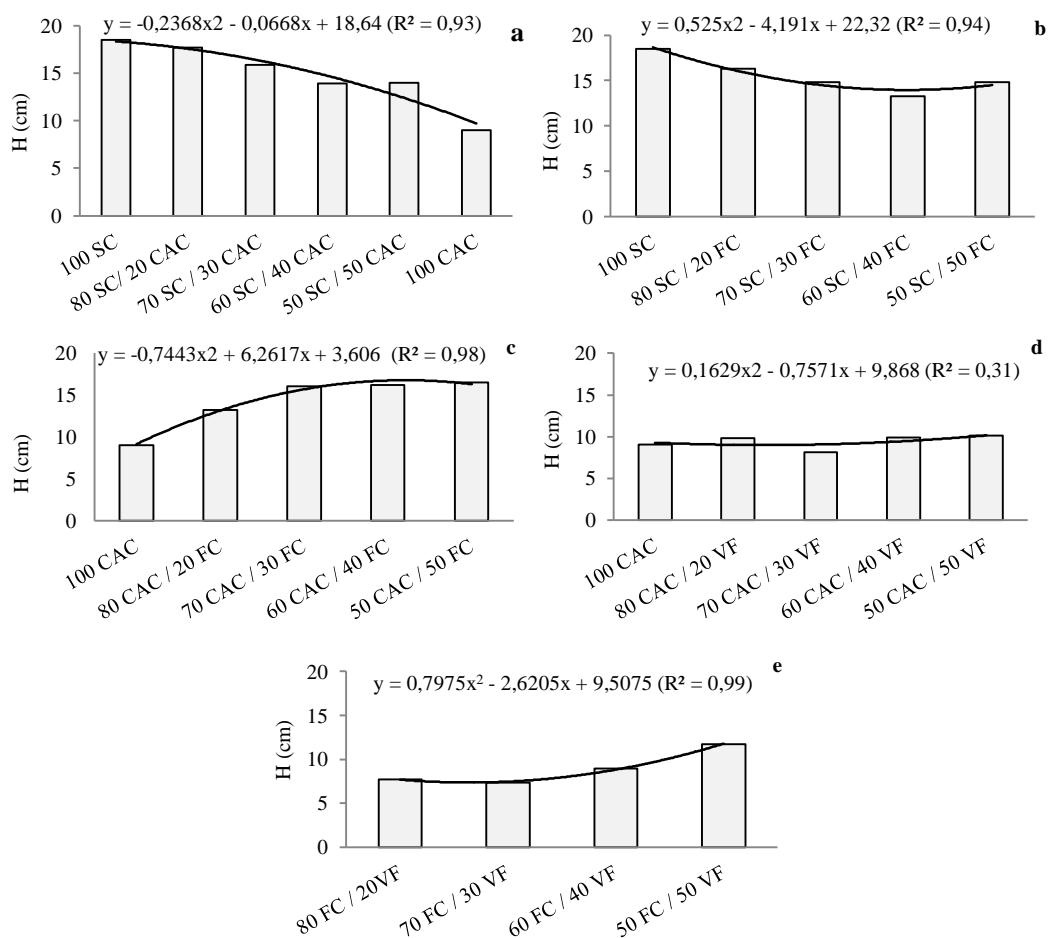 y = -0,2368x2 - 0,0668x + 18,64 (R² = 0,93)
a
H (cm)
20
15
10
5
0
100 SC
80 SC/ 20 CAC
70 SC / 30 CAC
60 SC / 40 CAC
50 SC / 50 CAC
100 CAC
y = 0,525x2 - 4,191x + 22,32 (R² = 0,94)
b
H (cm)
20
15
10
5
0
100 SC
80 SC / 20 FC
70 SC / 30 FC
60 SC / 40 FC
50 SC / 50 FC
y = -0,7443x2 + 6,2617x + 3,606 (R² = 0,98)
c
H (cm)
20
15
10
5
0
100 CAC
80 CAC / 20 FC
70 CAC / 30 FC
60 CAC / 40 FC
50 CAC / 50 FC
y = 0,1629x2 - 0,7571x + 9,868 (R² = 0,31)
d
H (cm)
20
15
10
5
0
100 CAC
80 CAC / 20 VF
70 CAC / 30 VF
60 CAC / 40 VF
50 CAC / 50 VF
y = 0,7975x² - 2,6205x + 9,5075 (R² = 0,99)
e
H (cm)
20
15
10
5
0
80 FC / 20VF
70 FC / 30 VF
60 FC / 40 VF
50 FC / 50 VF